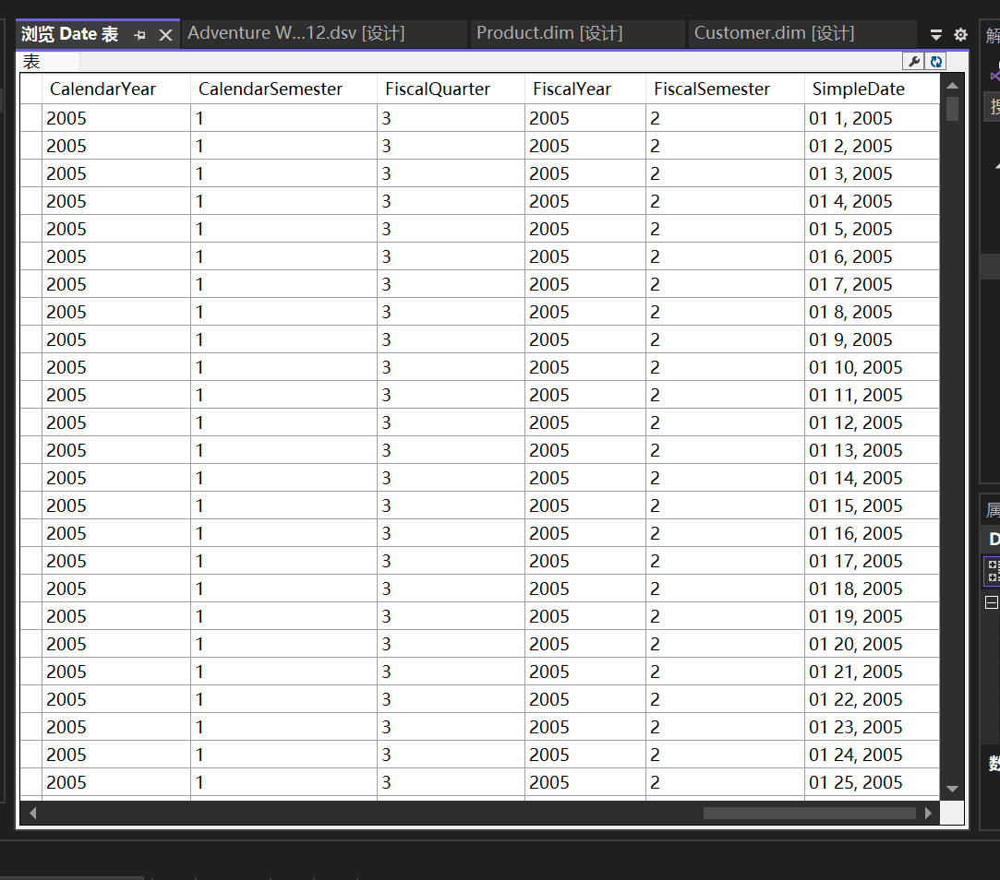 浏览 Date 表 Adventure W...12.dsv [设计] Product.dim [设计] Customer.dim [设计]
表
CalendarYear CalendarSemester FiscalQuarter FiscalYear FiscalSemester SimpleDate
2005 1 3 2005 2 01 1, 2005
2005 1 3 2005 2 01 2, 2005
2005 1 3 2005 2 01 3, 2005
2005 1 3 2005 2 01 4, 2005
2005 1 3 2005 2 01 5, 2005
2005 1 3 2005 2 01 6, 2005
2005 1 3 2005 2 01 7, 2005
2005 1 3 2005 2 01 8, 2005
2005 1 3 2005 2 01 9, 2005
2005 1 3 2005 2 01 10, 2005
2005 1 3 2005 2 01 11, 2005
2005 1 3 2005 2 01 12, 2005
2005 1 3 2005 2 01 13, 2005
2005 1 3 2005 2 01 14, 2005
2005 1 3 2005 2 01 15, 2005
2005 1 3 2005 2 01 16, 2005
2005 1 3 2005 2 01 17, 2005
2005 1 3 2005 2 01 18, 2005
2005 1 3 2005 2 01 19, 2005
2005 1 3 2005 2 01 20, 2005
2005 1 3 2005 2 01 21, 2005
2005 1 3 2005 2 01 22, 2005
2005 1 3 2005 2 01 23, 2005
2005 1 3 2005 2 01 24, 2005
2005 1 3 2005 2 01 25, 2005